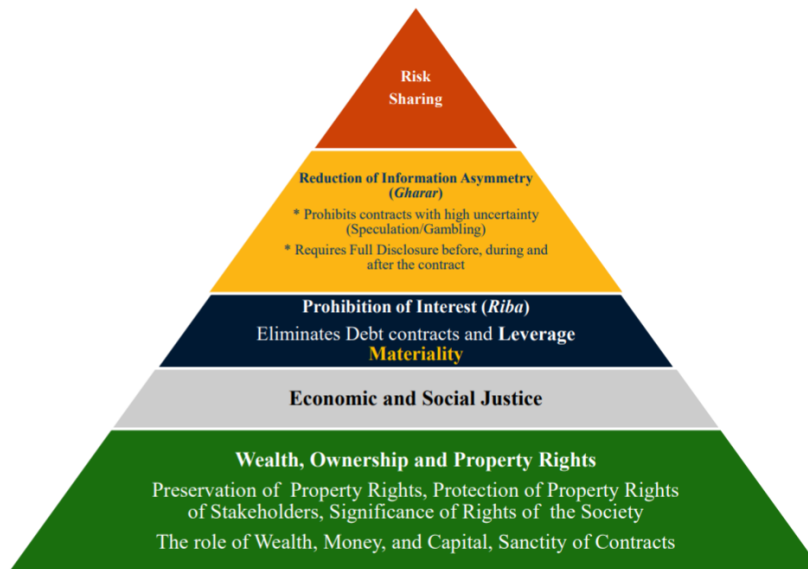 Risk
Sharing
Reduction of Information Asymmetry
(Gharar)
* Prohibits contracts with high uncertainty
(Speculation/Gambling)
* Requires Full Disclosure before, during and
after the contract
Prohibition of Interest (Riba)
Eliminates Debt contracts and Leverage
Materiality
Economic and Social Justice
Wealth, Ownership and Property Rights
Preservation of Property Rights, Protection of Property Rights
of Stakeholders, Significance of Rights of the Society
The role of Wealth, Money, and Capital, Sanctity of Contracts